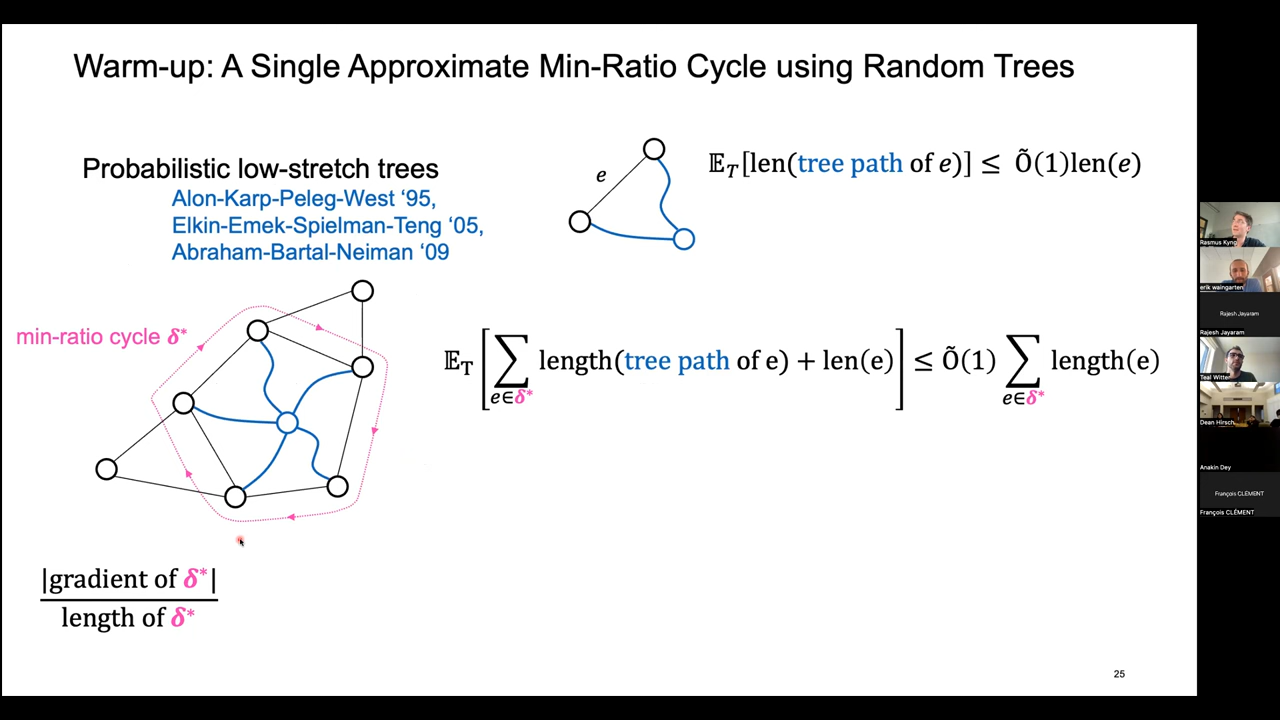 Warm-up: A Single Approximate Min-Ratio Cycle using Random Trees
Probabilistic low-stretch trees
Alon-Karp-Peleg-West ‘95,
Elkin-Emek-Spielman-Teng ‘05,
Abraham-Bartal-Neiman ‘09
e
𝔼_T[len(tree path of e)] ≤ Õ(1)len(e)
min-ratio cycle δ*
𝔼_T[∑_{e∈δ*} length(tree path of e) + len(e)] ≤ Õ(1) ∑_{e∈δ*} length(e)
|gradient of δ*|
length of δ*
25
Rasmus Kyng
erik waingarten
Rajesh Jayaram
Rajesh Jayaram
Teal Witter
Dean Hirsch
Anakin Dey
François CLÉMENT
François CLÉMENT